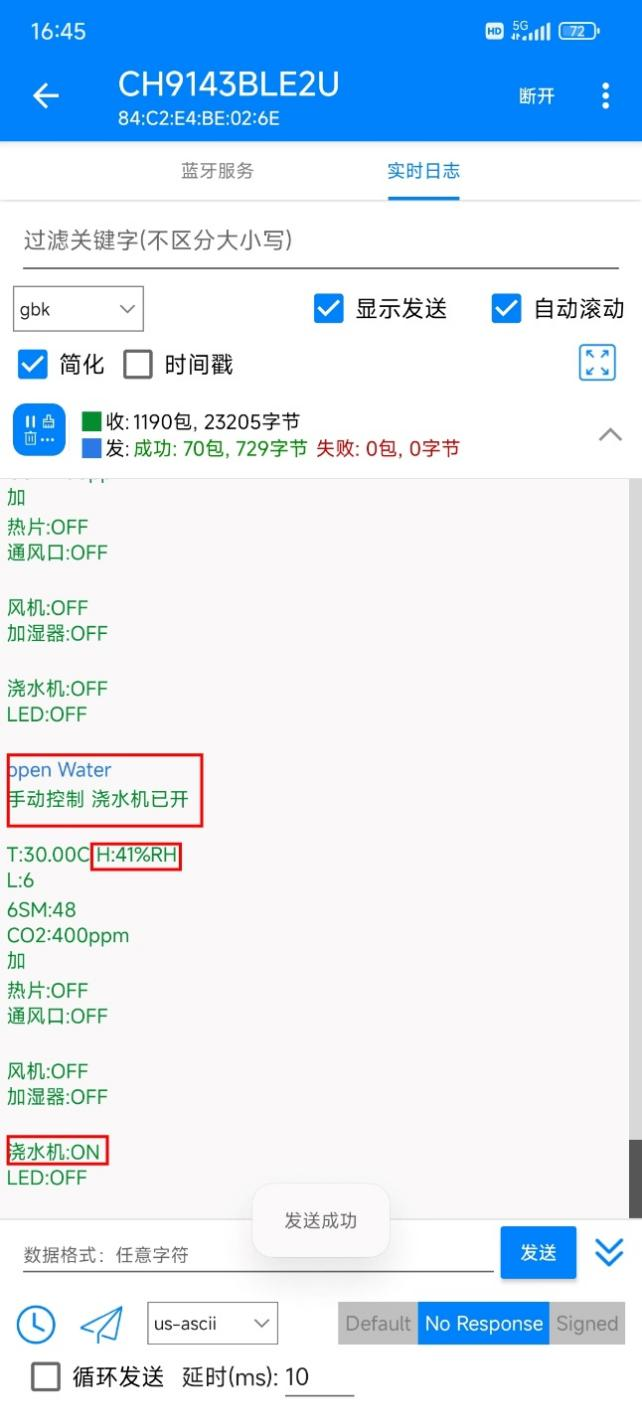 16:45
HD 5G 72
CH9143BLE2U
84:C2:E4:BE:02:6E
断开
蓝牙服务
实时日志
过滤关键字(不区分大小写)
gbk
显示发送
自动滚动
简化
时间戳
收: 1190包, 23205字节
发: 成功: 70包, 729字节 失败: 0包, 0字节
加
热片:OFF
通风口:OFF
风机:OFF
加湿器:OFF
浇水机:OFF
LED:OFF
open Water
手动控制 浇水机已开
T:30.00C H:41%RH
L:6
6SM:48
CO2:400ppm
加
热片:OFF
通风口:OFF
风机:OFF
加湿器:OFF
浇水机:ON
LED:OFF
发送成功
数据格式：任意字符
发送
us-ascii
Default No Response Signed
循环发送 延时(ms): 10